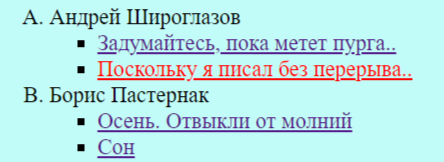 A. Андрей Широглазов
Задумайтесь, пока метет пурга..
Поскольку я писал без перерыва..
B. Борис Пастернак
Осень. Отвыкли от молний
Сон